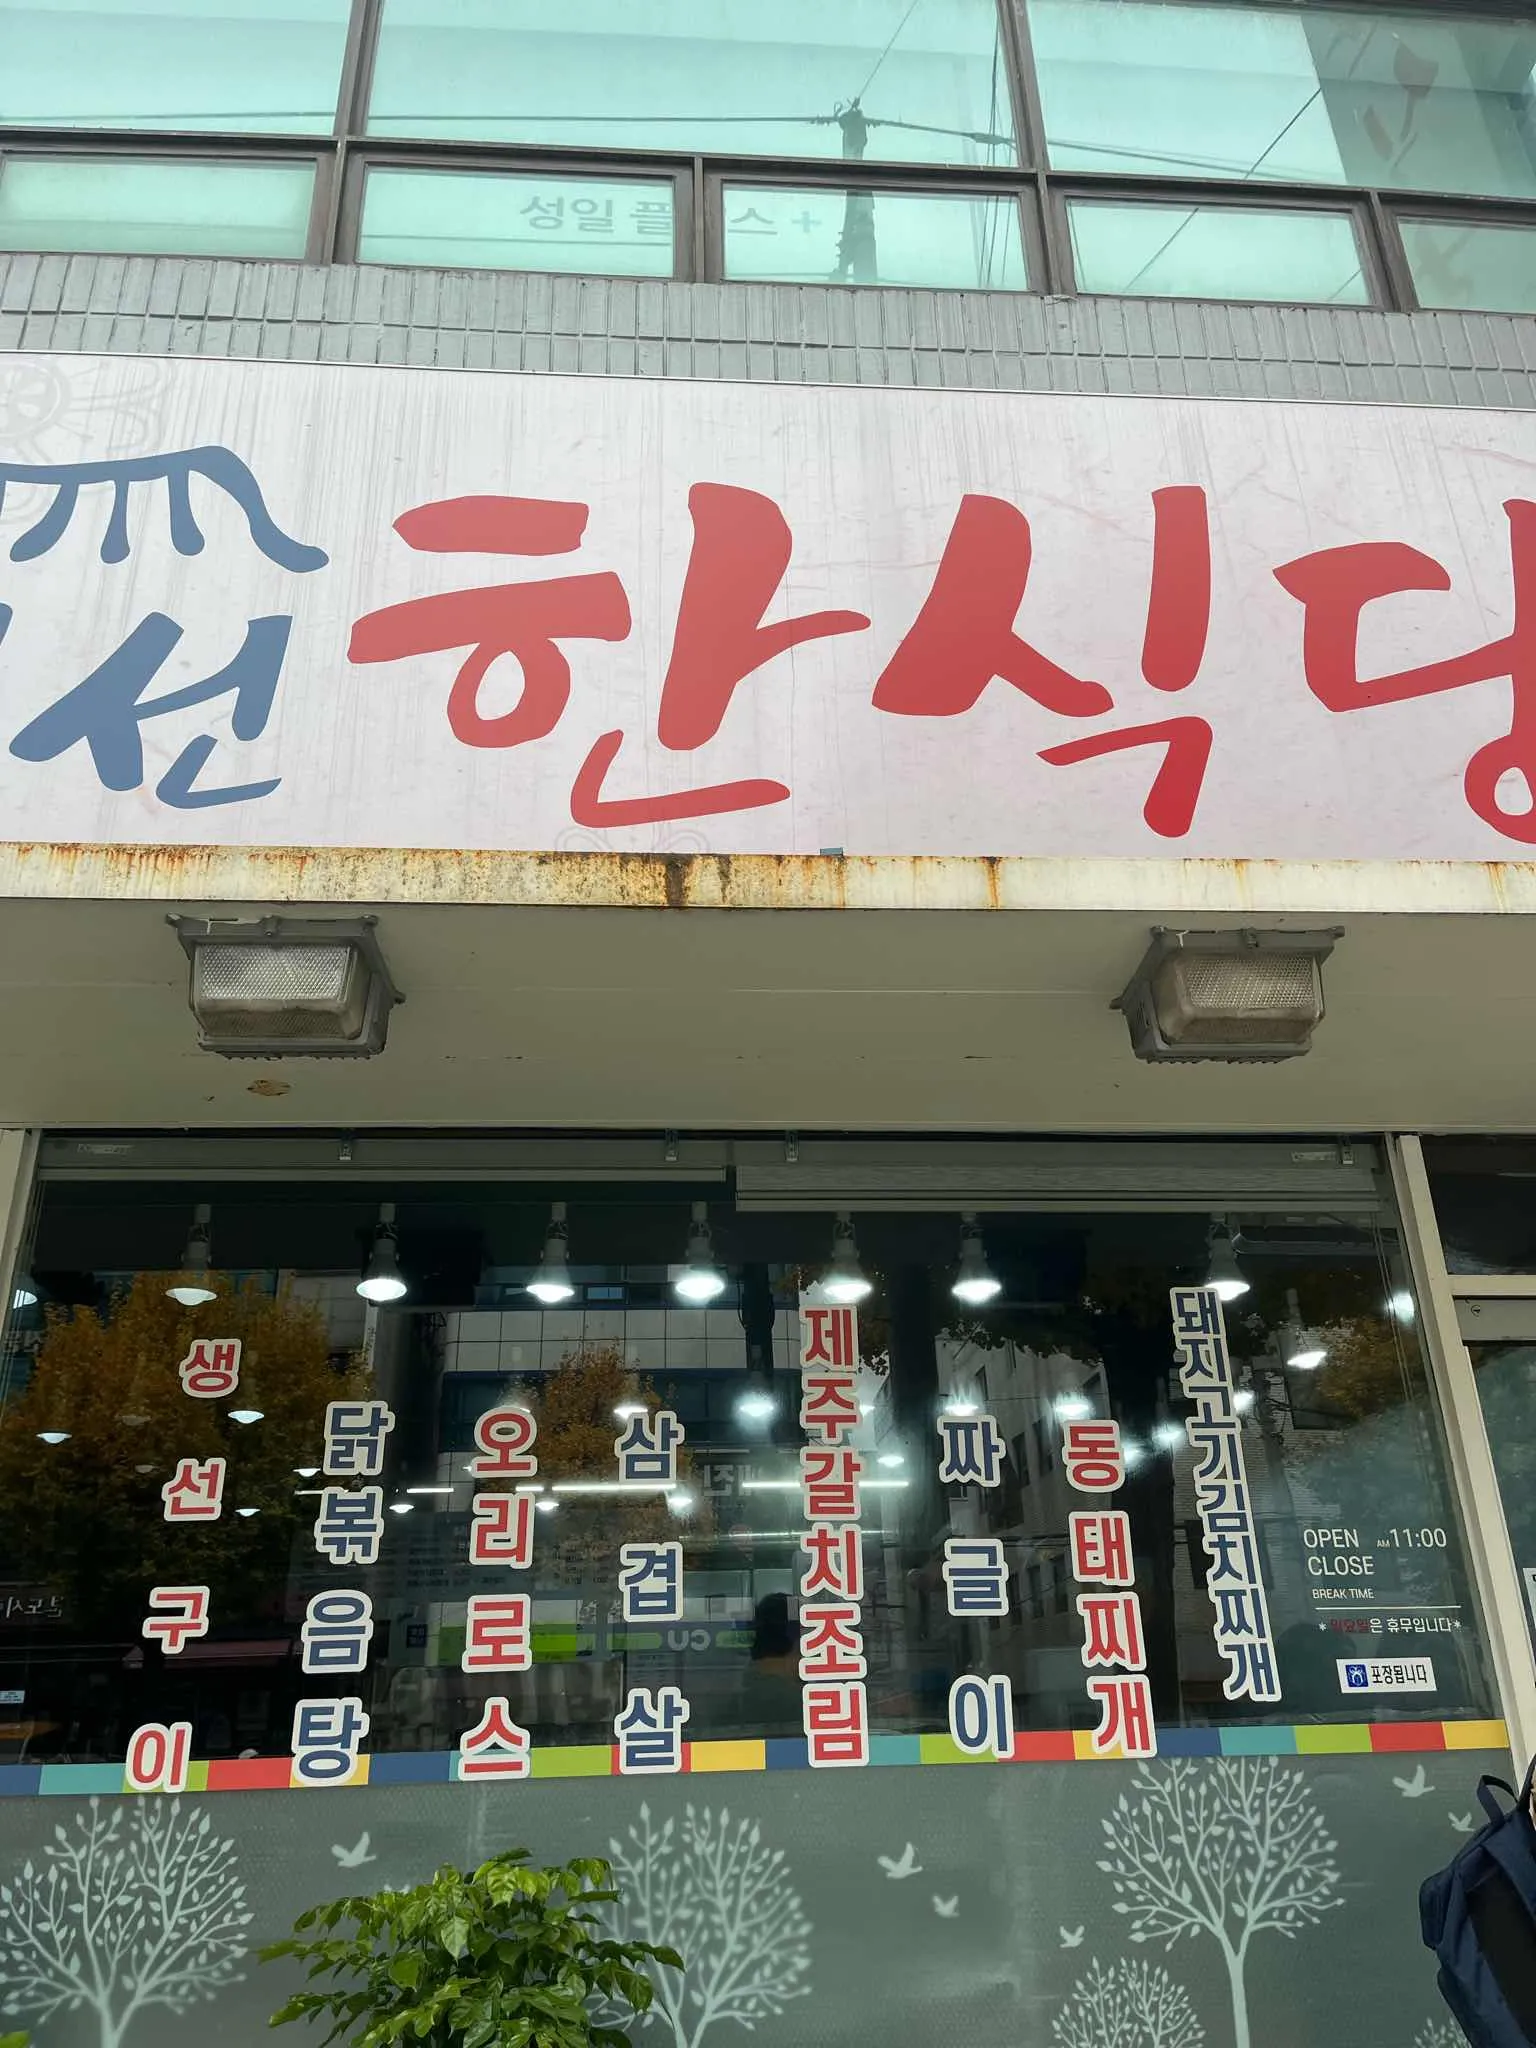 성일 플러스+
선 한식당
생선구이
닭볶음탕
오리로스
삼겹살
제주갈치조림
짜글이
동태찌개
돼지고기김치찌개
OPEN AM 11:00
CLOSE
BREAK TIME
* 일요일은 휴무입니다*
포장됩니다
CU